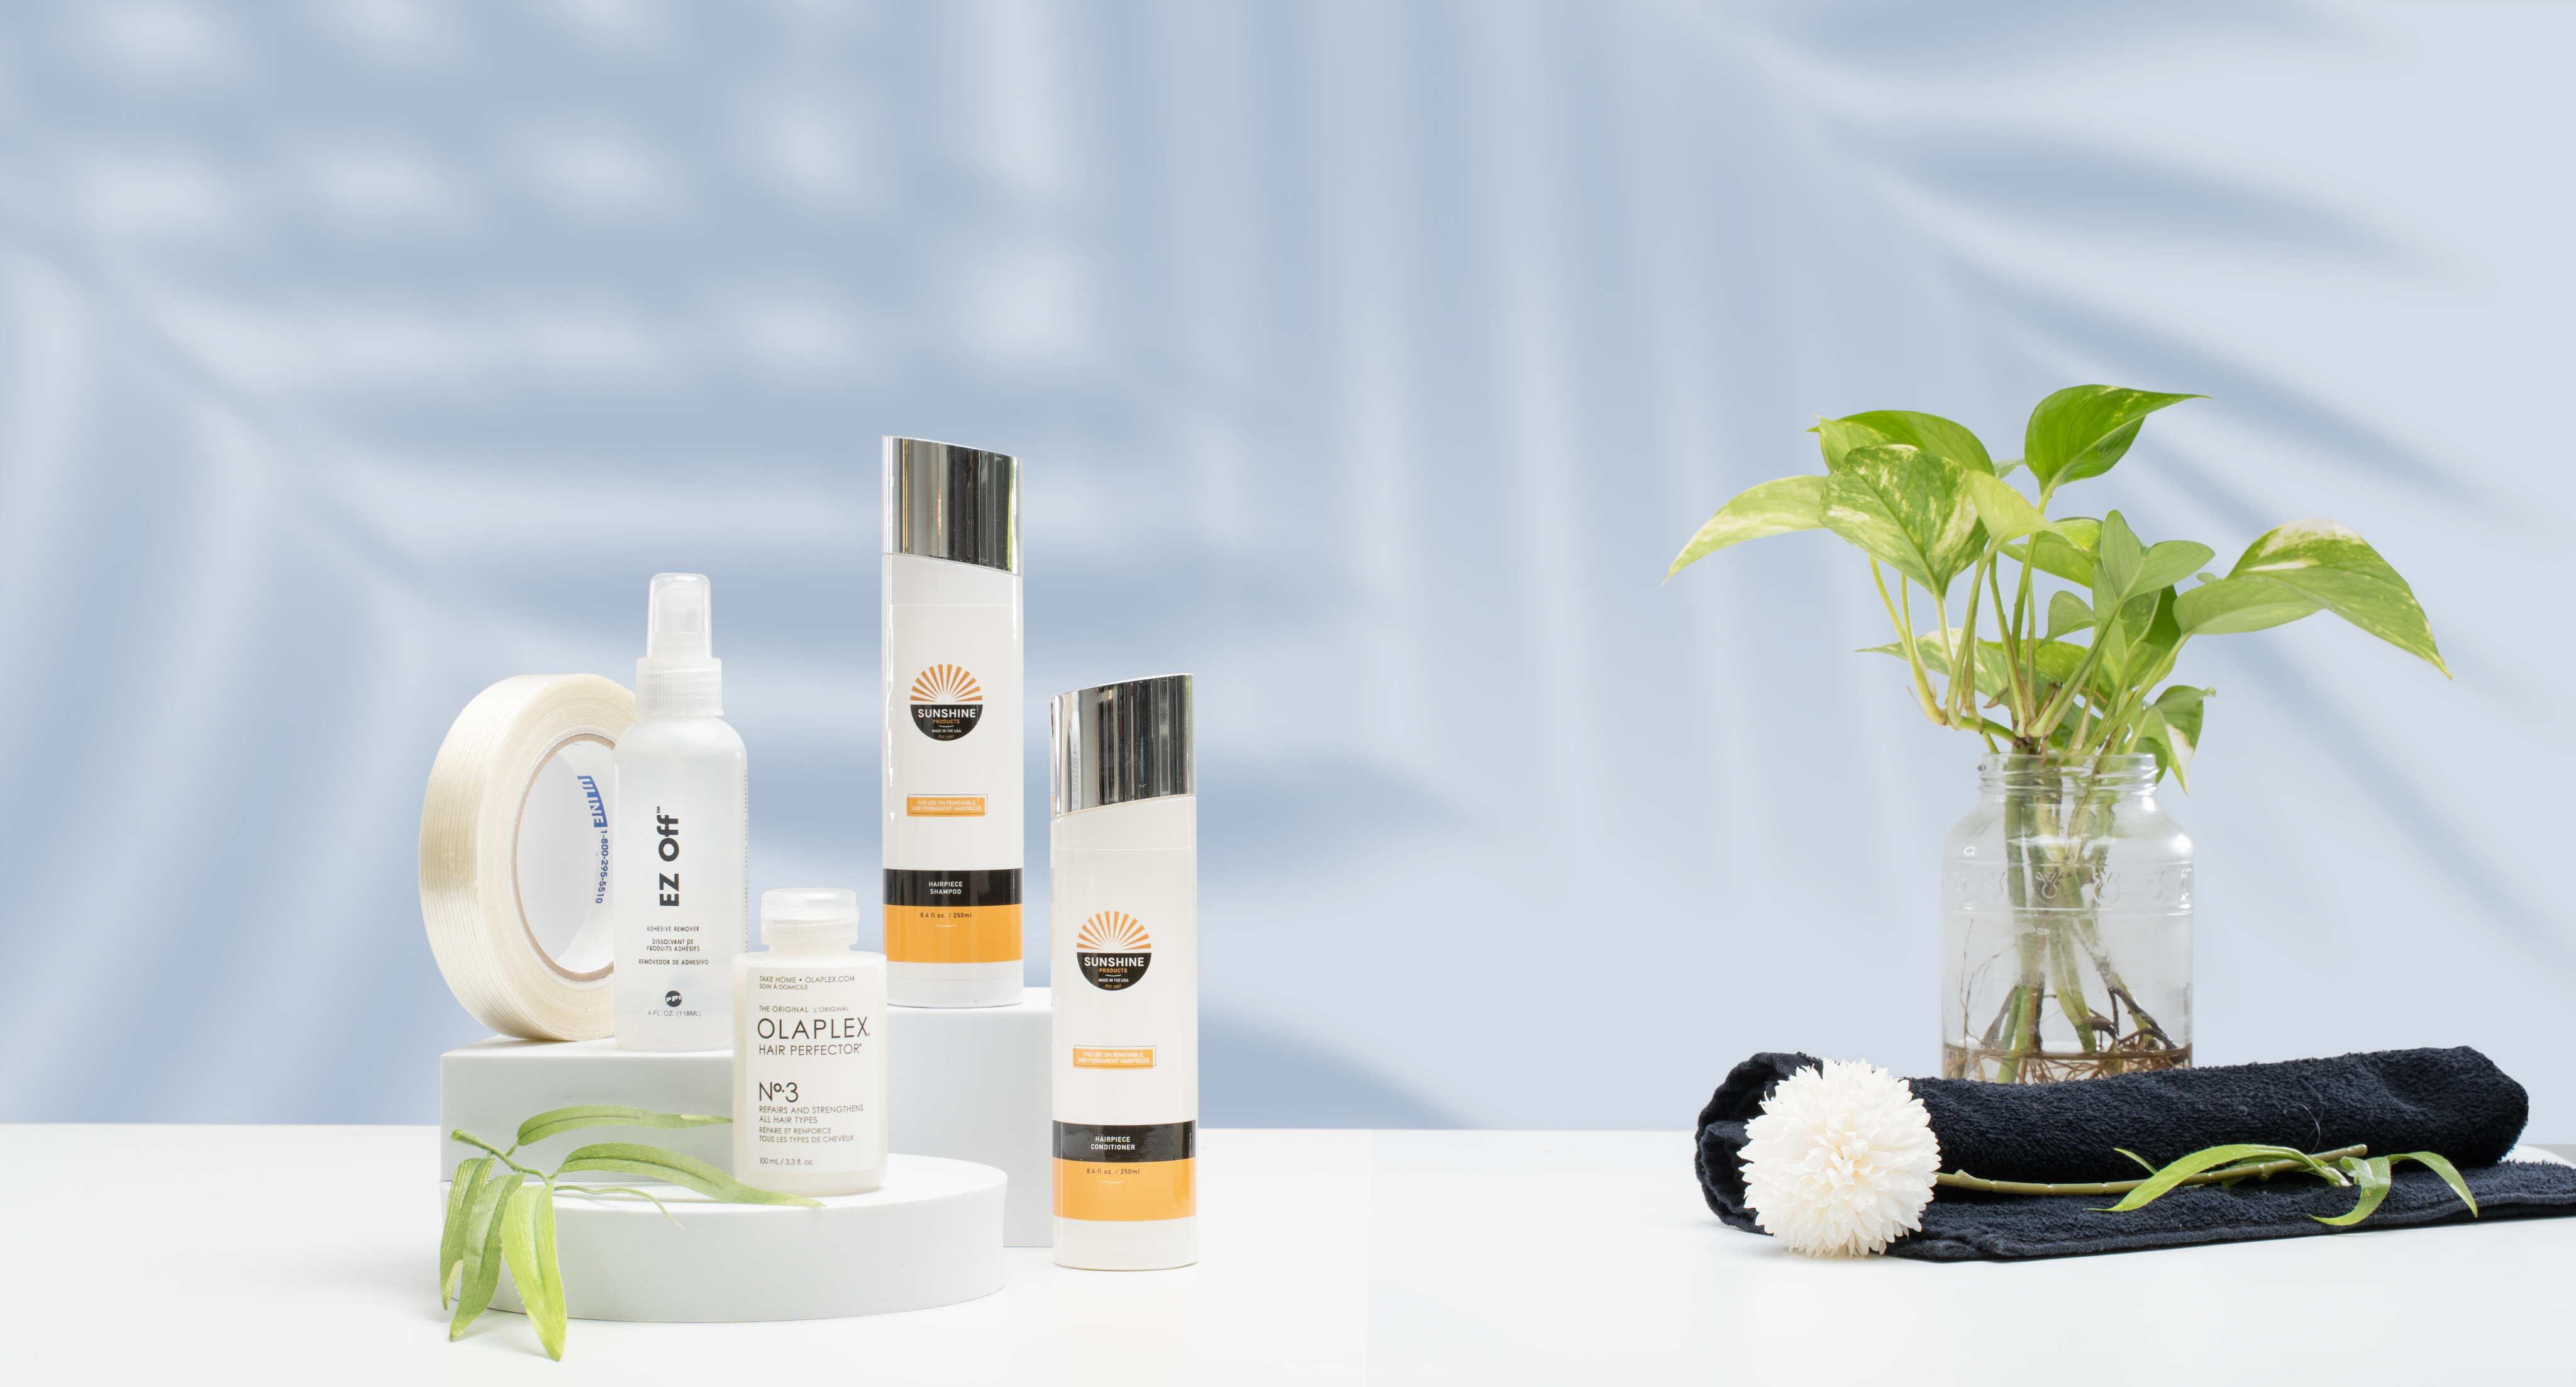 1-800-295-5510
EZ Off™
ADHESIVE REMOVER
DISSOLVANT DE
PRODUITS ADHÉSIFS
REMOVEDOR DE ADHESIVO
PPI
4 FL. OZ. (118ML)
TAKE HOME • OLAPLEX.COM
SOIN À DOMICILE
THE ORIGINAL L'ORIGINAL
OLAPLEX.
HAIR PERFECTOR
Nº.3
REPAIRS AND STRENGTHENS
ALL HAIR TYPES
RÉPARE ET RENFORCE
TOUS LES TYPES DE CHEVEUX
100 mL / 3.3 fl. oz.
SUNSHINE
PRODUCTS
MADE IN THE USA
FOR USE ON REMOVABLE
AND PERMANENT HAIRPIECES
HAIRPIECE
SHAMPOO
8.4 fl oz. / 250ml
SUNSHINE
PRODUCTS
MADE IN THE USA
FOR USE ON REMOVABLE
AND PERMANENT HAIRPIECES
HAIRPIECE
CONDITIONER
8.4 fl oz. / 250ml